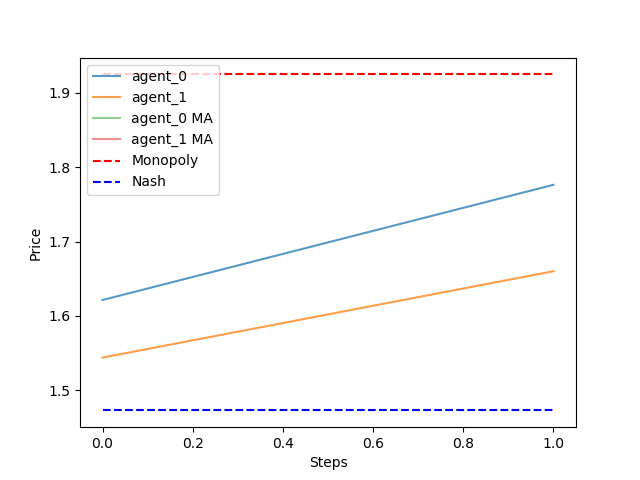 agent_0
agent_1
agent_0 MA
agent_1 MA
Monopoly
Nash
1.9
1.8
1.7
1.6
1.5
Price
0.0 0.2 0.4 0.6 0.8 1.0
Steps